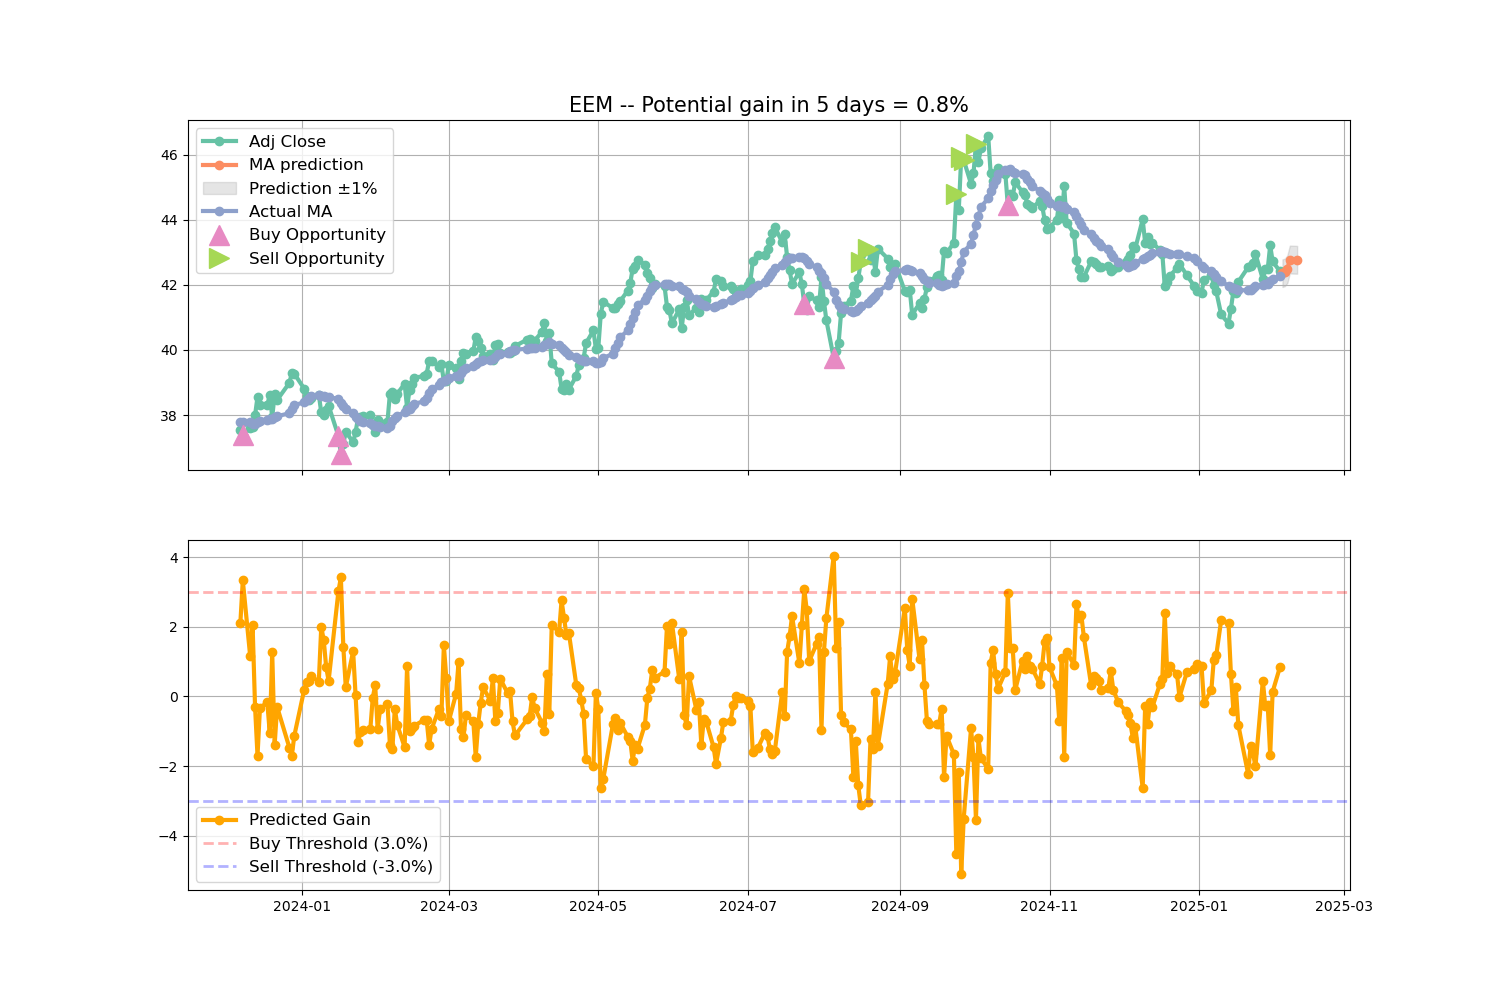 EEM -- Potential gain in 5 days = 0.8%
Adj Close
MA prediction
Prediction ±1%
Actual MA
Buy Opportunity
Sell Opportunity
46
44
42
40
38
4
2
0
−2
−4
Predicted Gain
Buy Threshold (3.0%)
Sell Threshold (-3.0%)
2024-01 2024-03 2024-05 2024-07 2024-09 2024-11 2025-01 2025-03